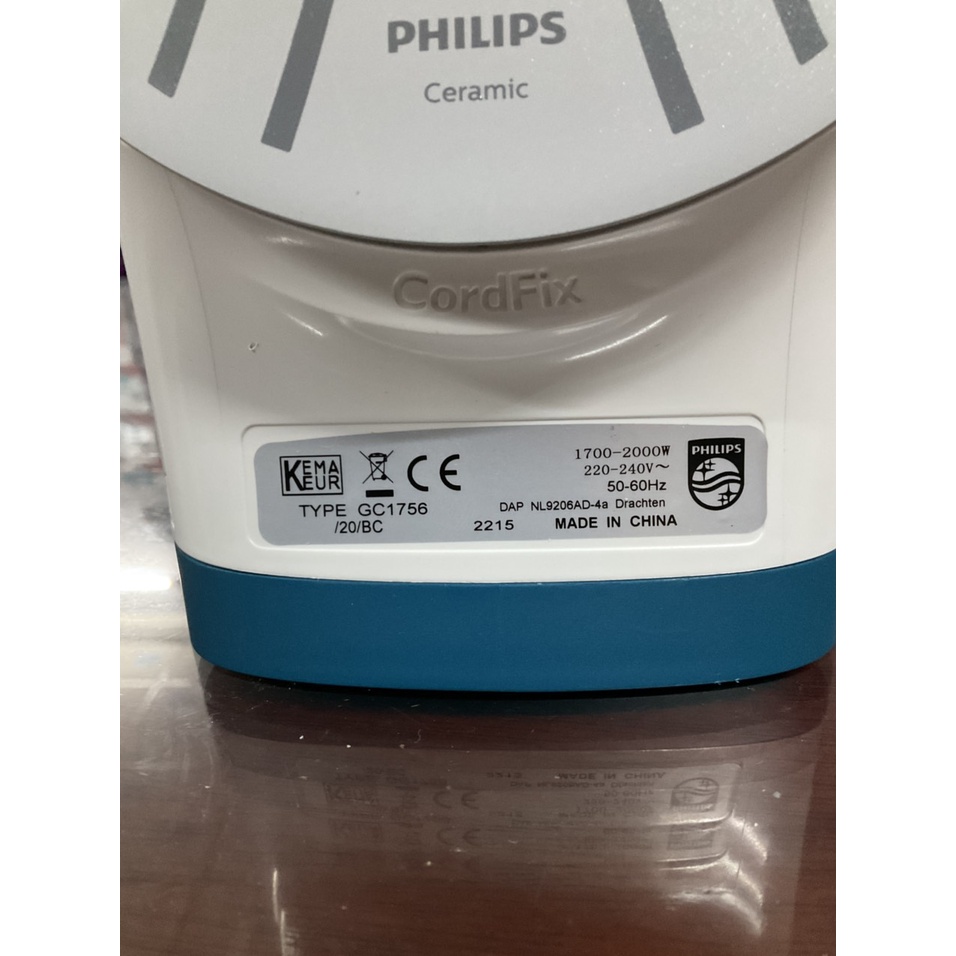 PHILIPS
Ceramic
CordFix
KEMA
KEUR
CE
TYPE GC1756
/20/BC
2215
1700-2000W
220-240V~
50-60Hz
DAP NL9206AD-4a Drachten
MADE IN CHINA
PHILIPS